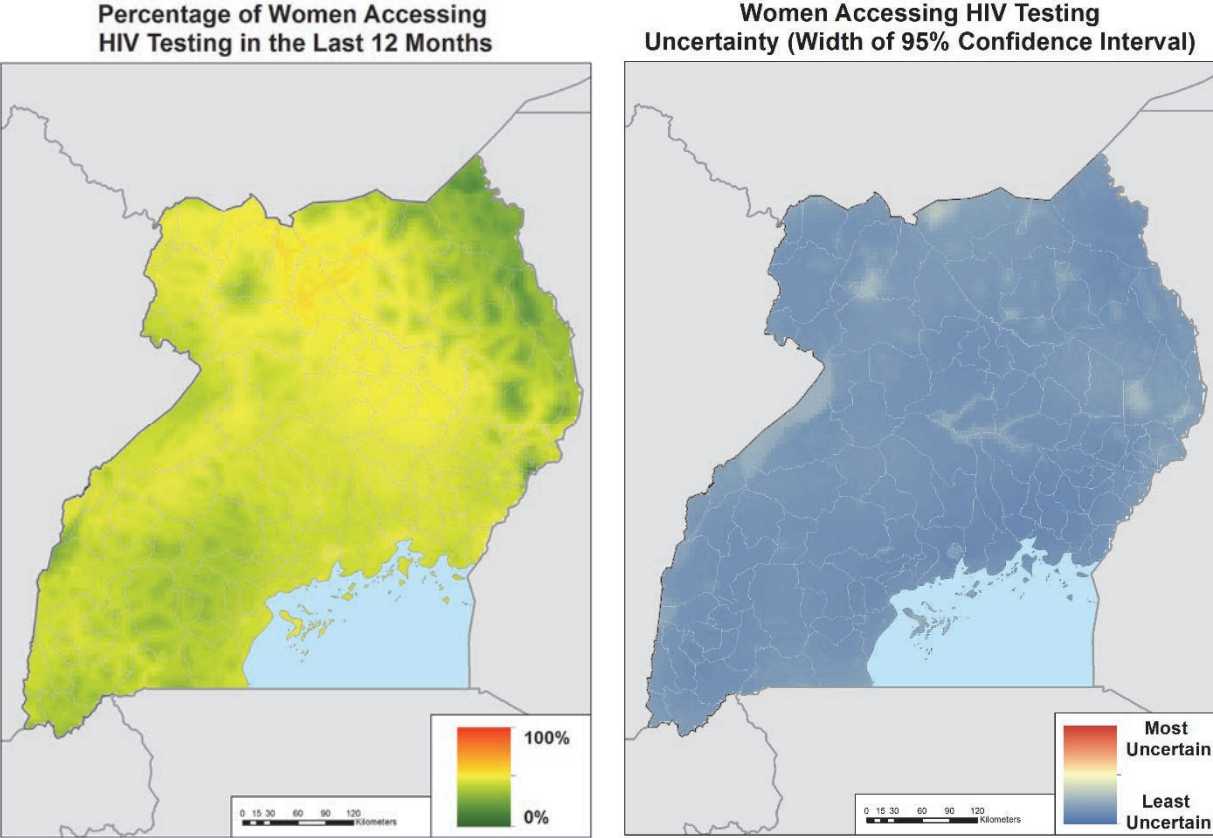 Percentage of Women Accessing
HIV Testing in the Last 12 Months
100%
0%
0 15 30 60 90 120
Kilometers
Women Accessing HIV Testing
Uncertainty (Width of 95% Confidence Interval)
Most
Uncertain
Least
Uncertain
0 15 30 60 90 120
Kilometers